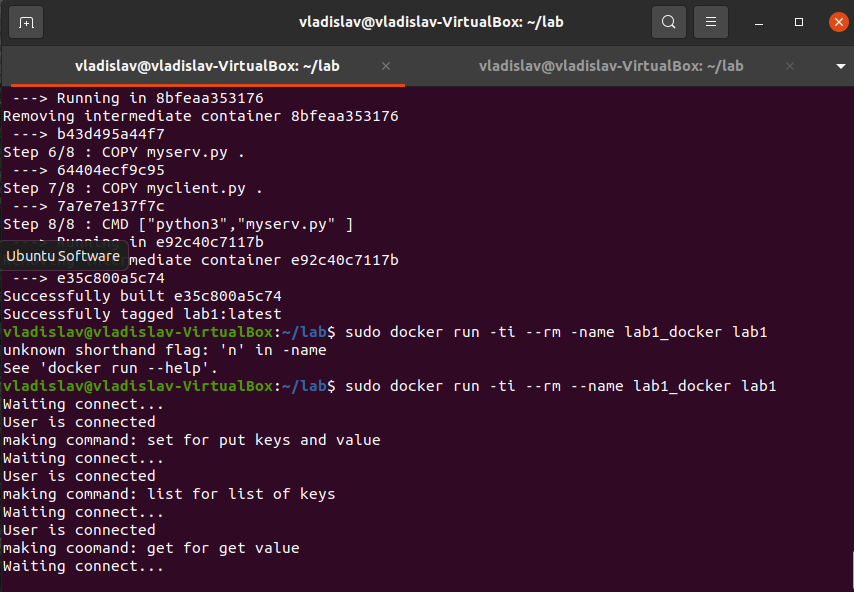 vladislav@vladislav-VirtualBox: ~/lab
vladislav@vladislav-VirtualBox: ~/lab
vladislav@vladislav-VirtualBox: ~/lab
---> Running in 8bfeaa353176
Removing intermediate container 8bfeaa353176
---> b43d495a44f7
Step 6/8 : COPY myserv.py .
---> 64404ecf9c95
Step 7/8 : COPY myclient.py .
---> 7a7e7e137f7c
Step 8/8 : CMD ["python3","myserv.py" ]
---> Running in e92c40c7117b
Ubuntu Software
mediate container e92c40c7117b
---> e35c800a5c74
Successfully built e35c800a5c74
Successfully tagged lab1:latest
vladislav@vladislav-VirtualBox:~/lab$ sudo docker run -ti --rm -name lab1_docker lab1
unknown shorthand flag: 'n' in -name
See 'docker run --help'.
vladislav@vladislav-VirtualBox:~/lab$ sudo docker run -ti --rm --name lab1_docker lab1
Waiting connect...
User is connected
making command: set for put keys and value
Waiting connect...
User is connected
making command: list for list of keys
Waiting connect...
User is connected
making coomand: get for get value
Waiting connect...